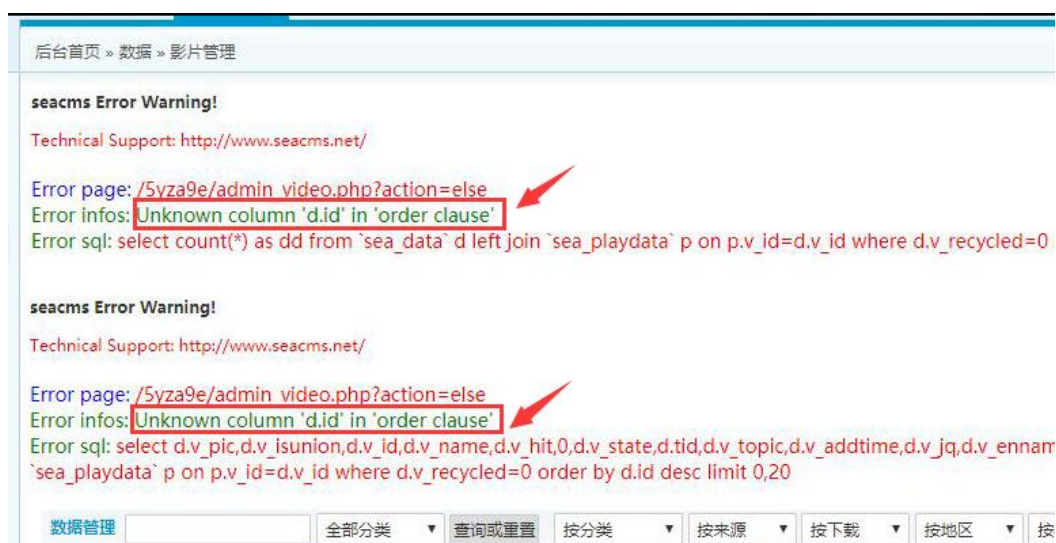 后台首页 » 数据 » 影片管理
seacms Error Warning!
Technical Support: http://www.seacms.net/
Error page: /5yza9e/admin_video.php?action=else
Error infos: Unknown column 'd.id' in 'order clause'
Error sql: select count(*) as dd from `sea_data` d left join `sea_playdata` p on p.v_id=d.v_id where d.v_recycled=0
seacms Error Warning!
Technical Support: http://www.seacms.net/
Error page: /5yza9e/admin_video.php?action=else
Error infos: Unknown column 'd.id' in 'order clause'
Error sql: select d.v_pic,d.v_isunion,d.v_id,d.v_name,d.v_hit,0,d.v_state,d.tid,d.v_topic,d.v_addtime,d.v_jq,d.v_ennam
`sea_playdata` p on p.v_id=d.v_id where d.v_recycled=0 order by d.id desc limit 0,20
数据管理 全部分类 查询或重置 按分类 按来源 按下载 按地区 按